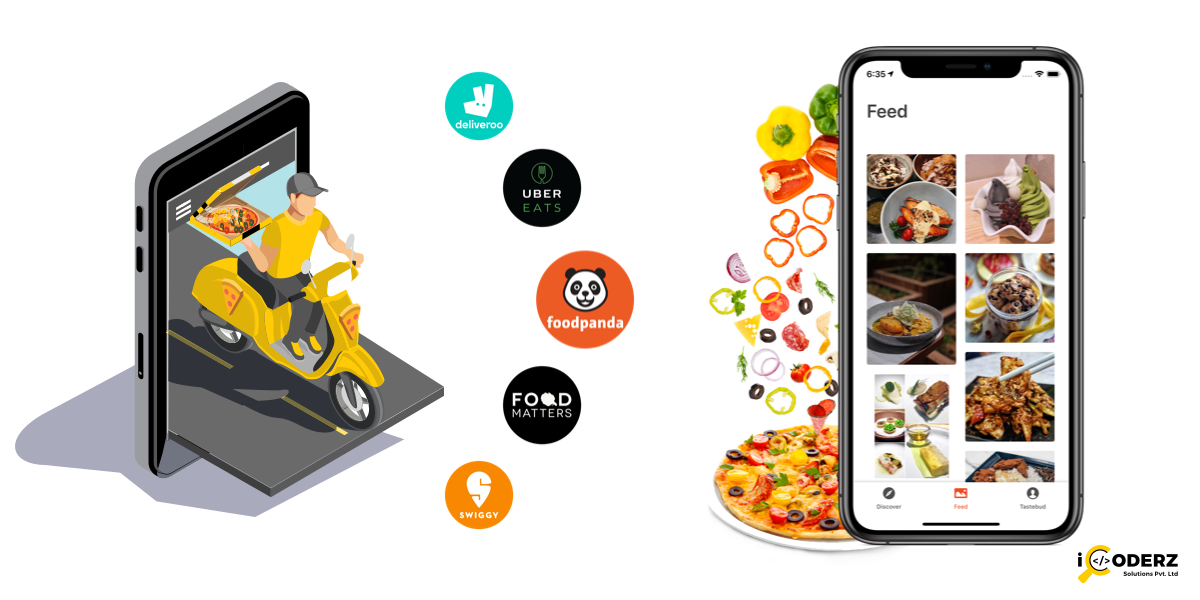 deliveroo
UBER
EATS
foodpanda
FOOD
MATTERS
SWIGGY
6:35
Feed
Discover
Feed
Tastebud
iCODERZ
Solutions Pvt. Ltd